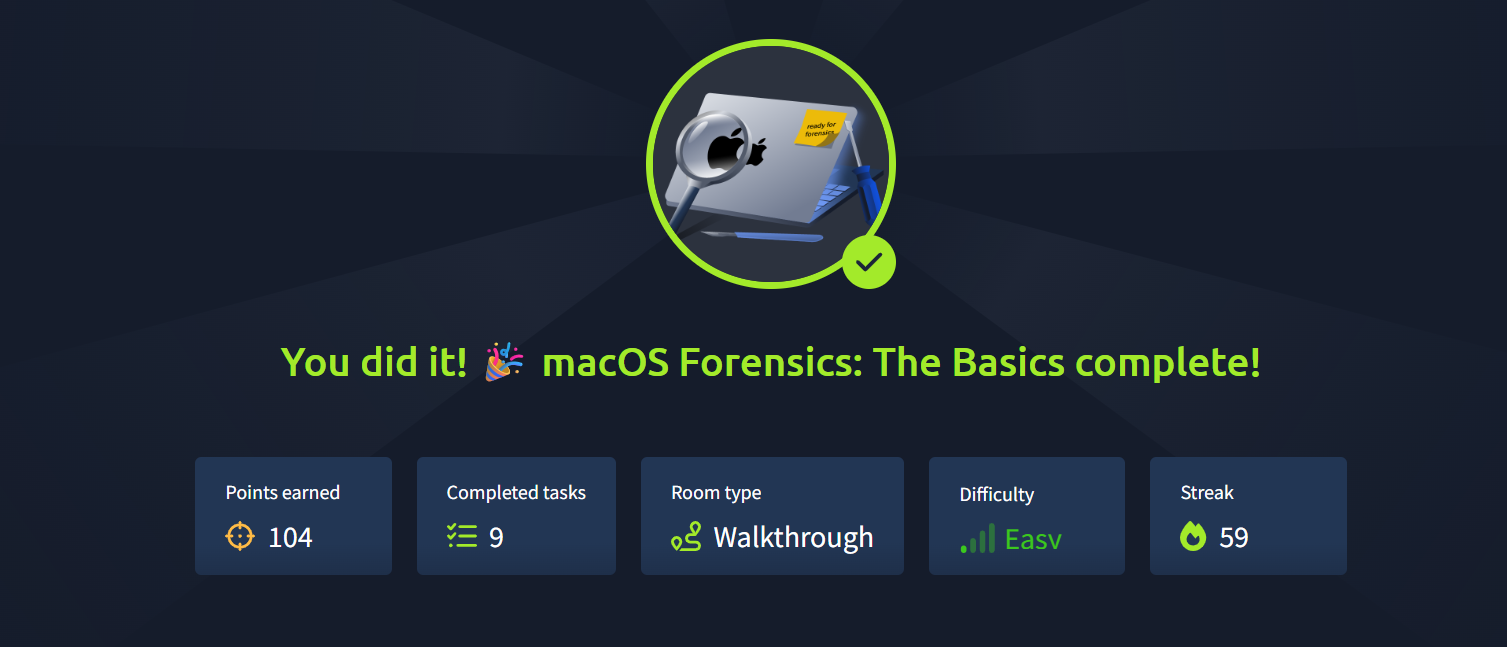 ready for
forensics
You did it! 🎉 macOS Forensics: The Basics complete!
Points earned
104
Completed tasks
9
Room type
Walkthrough
Difficulty
Easy
Streak
59